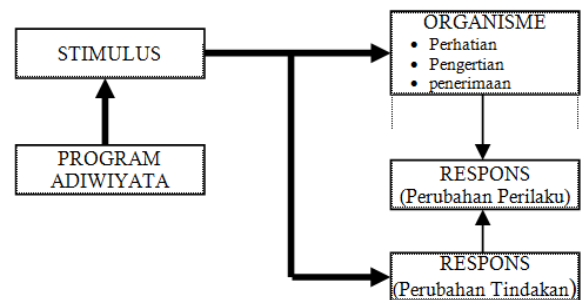 STIMULUS
PROGRAM
ADIWIYATA
ORGANISME
• Perhatian
• Pengertian
• penerimaan
RESPONS
(Perubahan Perilaku)
RESPONS
(Perubahan Tindakan)